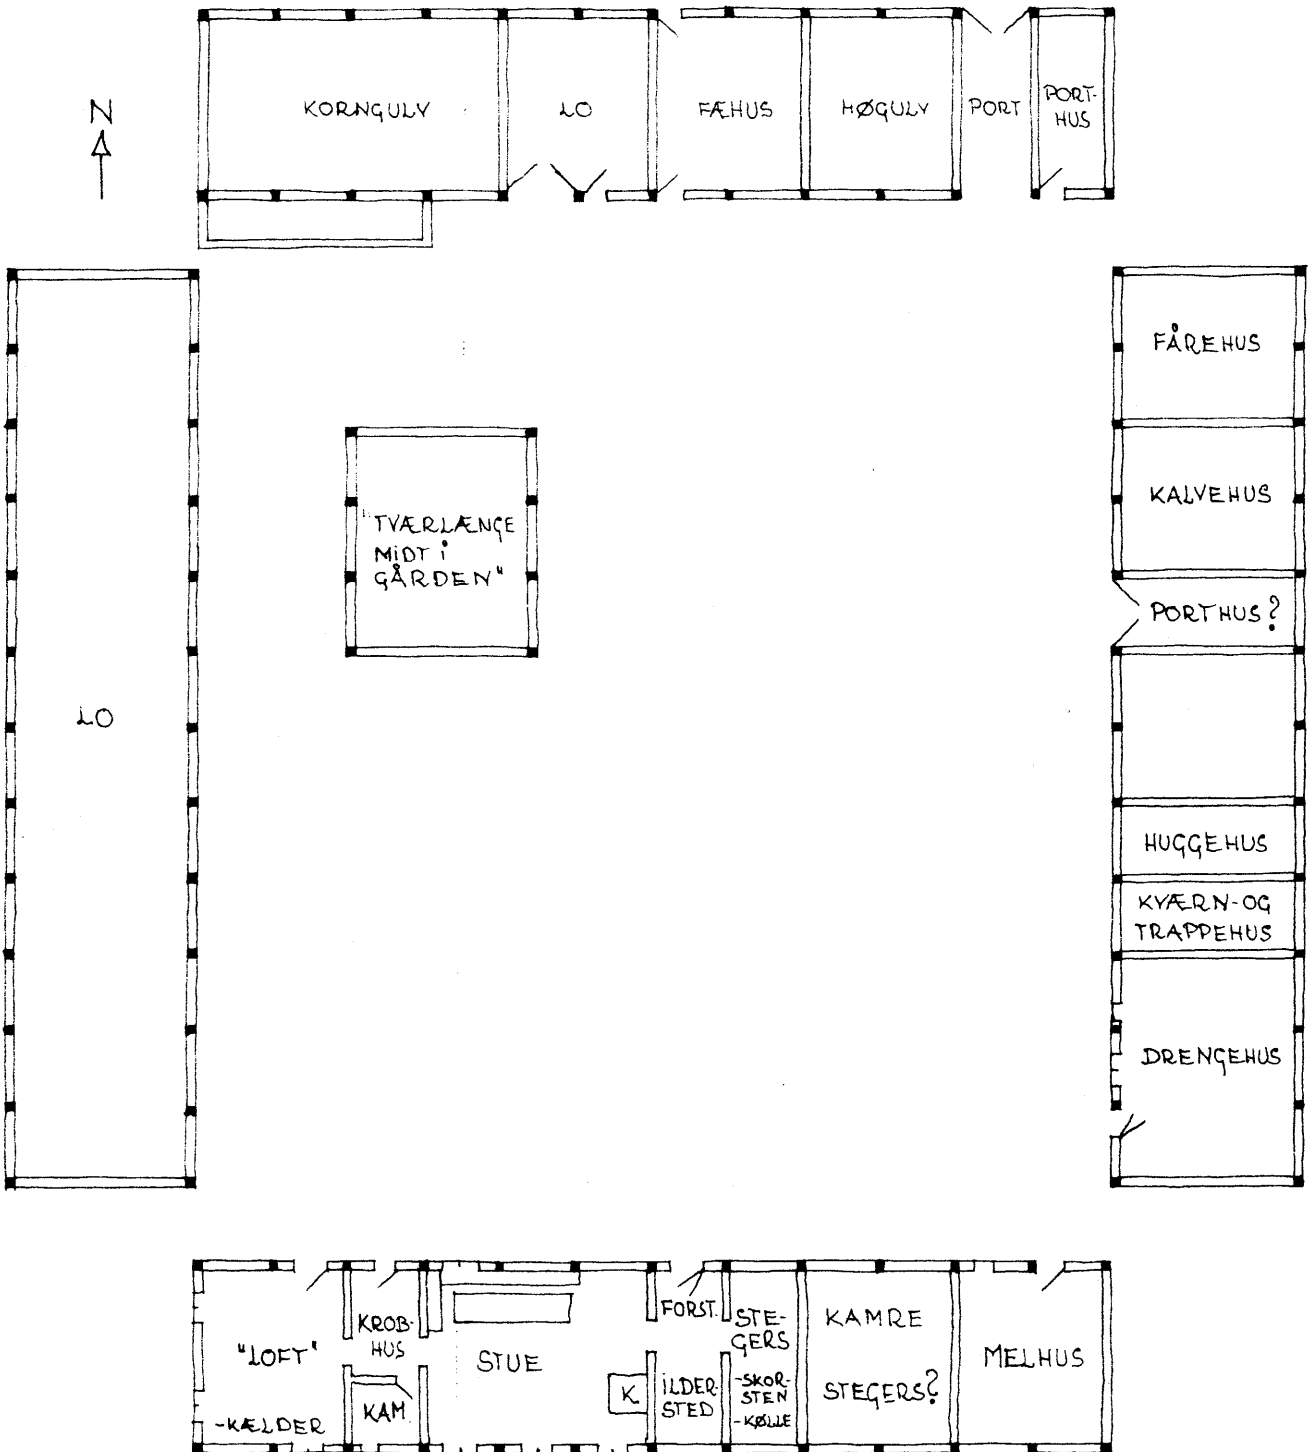 N
KORNGULV
LO
FÆHUS
HØGULV
PORT
PORT-
HUS
FÅREHUS
KALVEHUS
PORTHUS?
HUGGEHUS
KVÆRN-OG
TRAPPEHUS
DRENGEHUS
"TVÆRLÆNGE
MIDT I
GÅRDEN"
LO
"LOFT"
-KÆLDER
KROB-
HUS
KAM.
STUE
K
FORST.
ILDER-
STED
STE-
GERS
-SKOR-
STEN
-KØLLE
KAMRE
STEGERS?
MELHUS